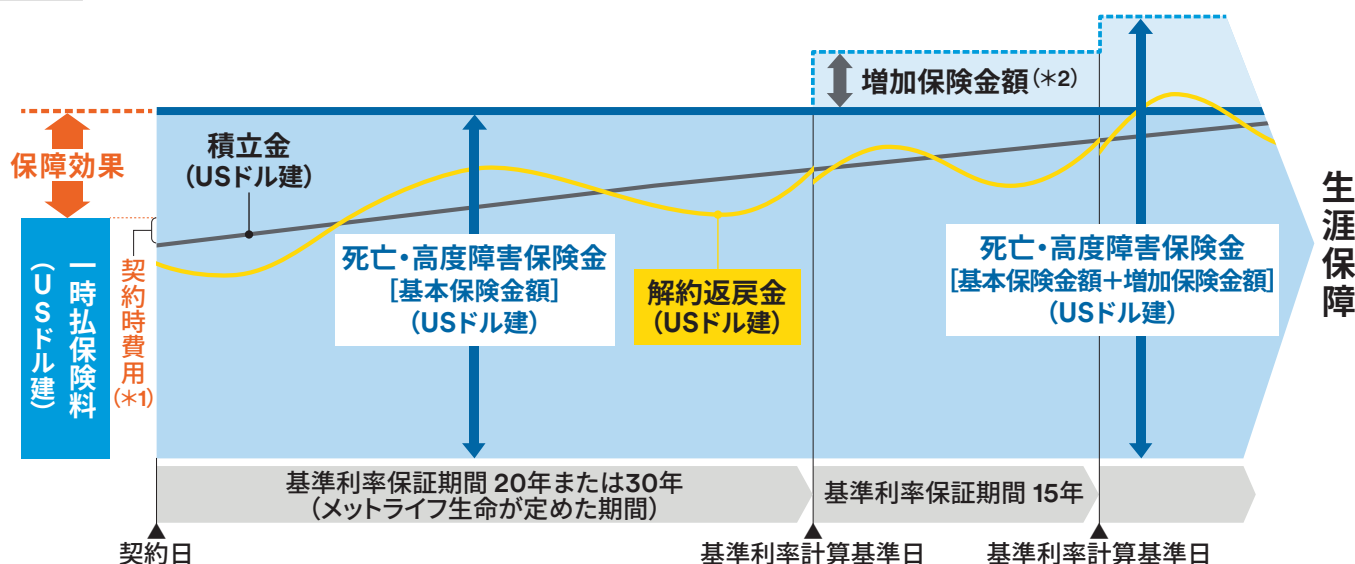 増加保険金額(*2)
積立金
(USドル建)
保障効果
一時払保険料
(USドル建)
契約時費用
(*1)
死亡・高度障害保険金
[基本保険金額]
(USドル建)
解約返戻金
(USドル建)
死亡・高度障害保険金
[基本保険金額+増加保険金額]
(USドル建)
生涯保障
基準利率保証期間 20年または30年
(メットライフ生命が定めた期間)
基準利率保証期間 15年
契約日
基準利率計算基準日
基準利率計算基準日